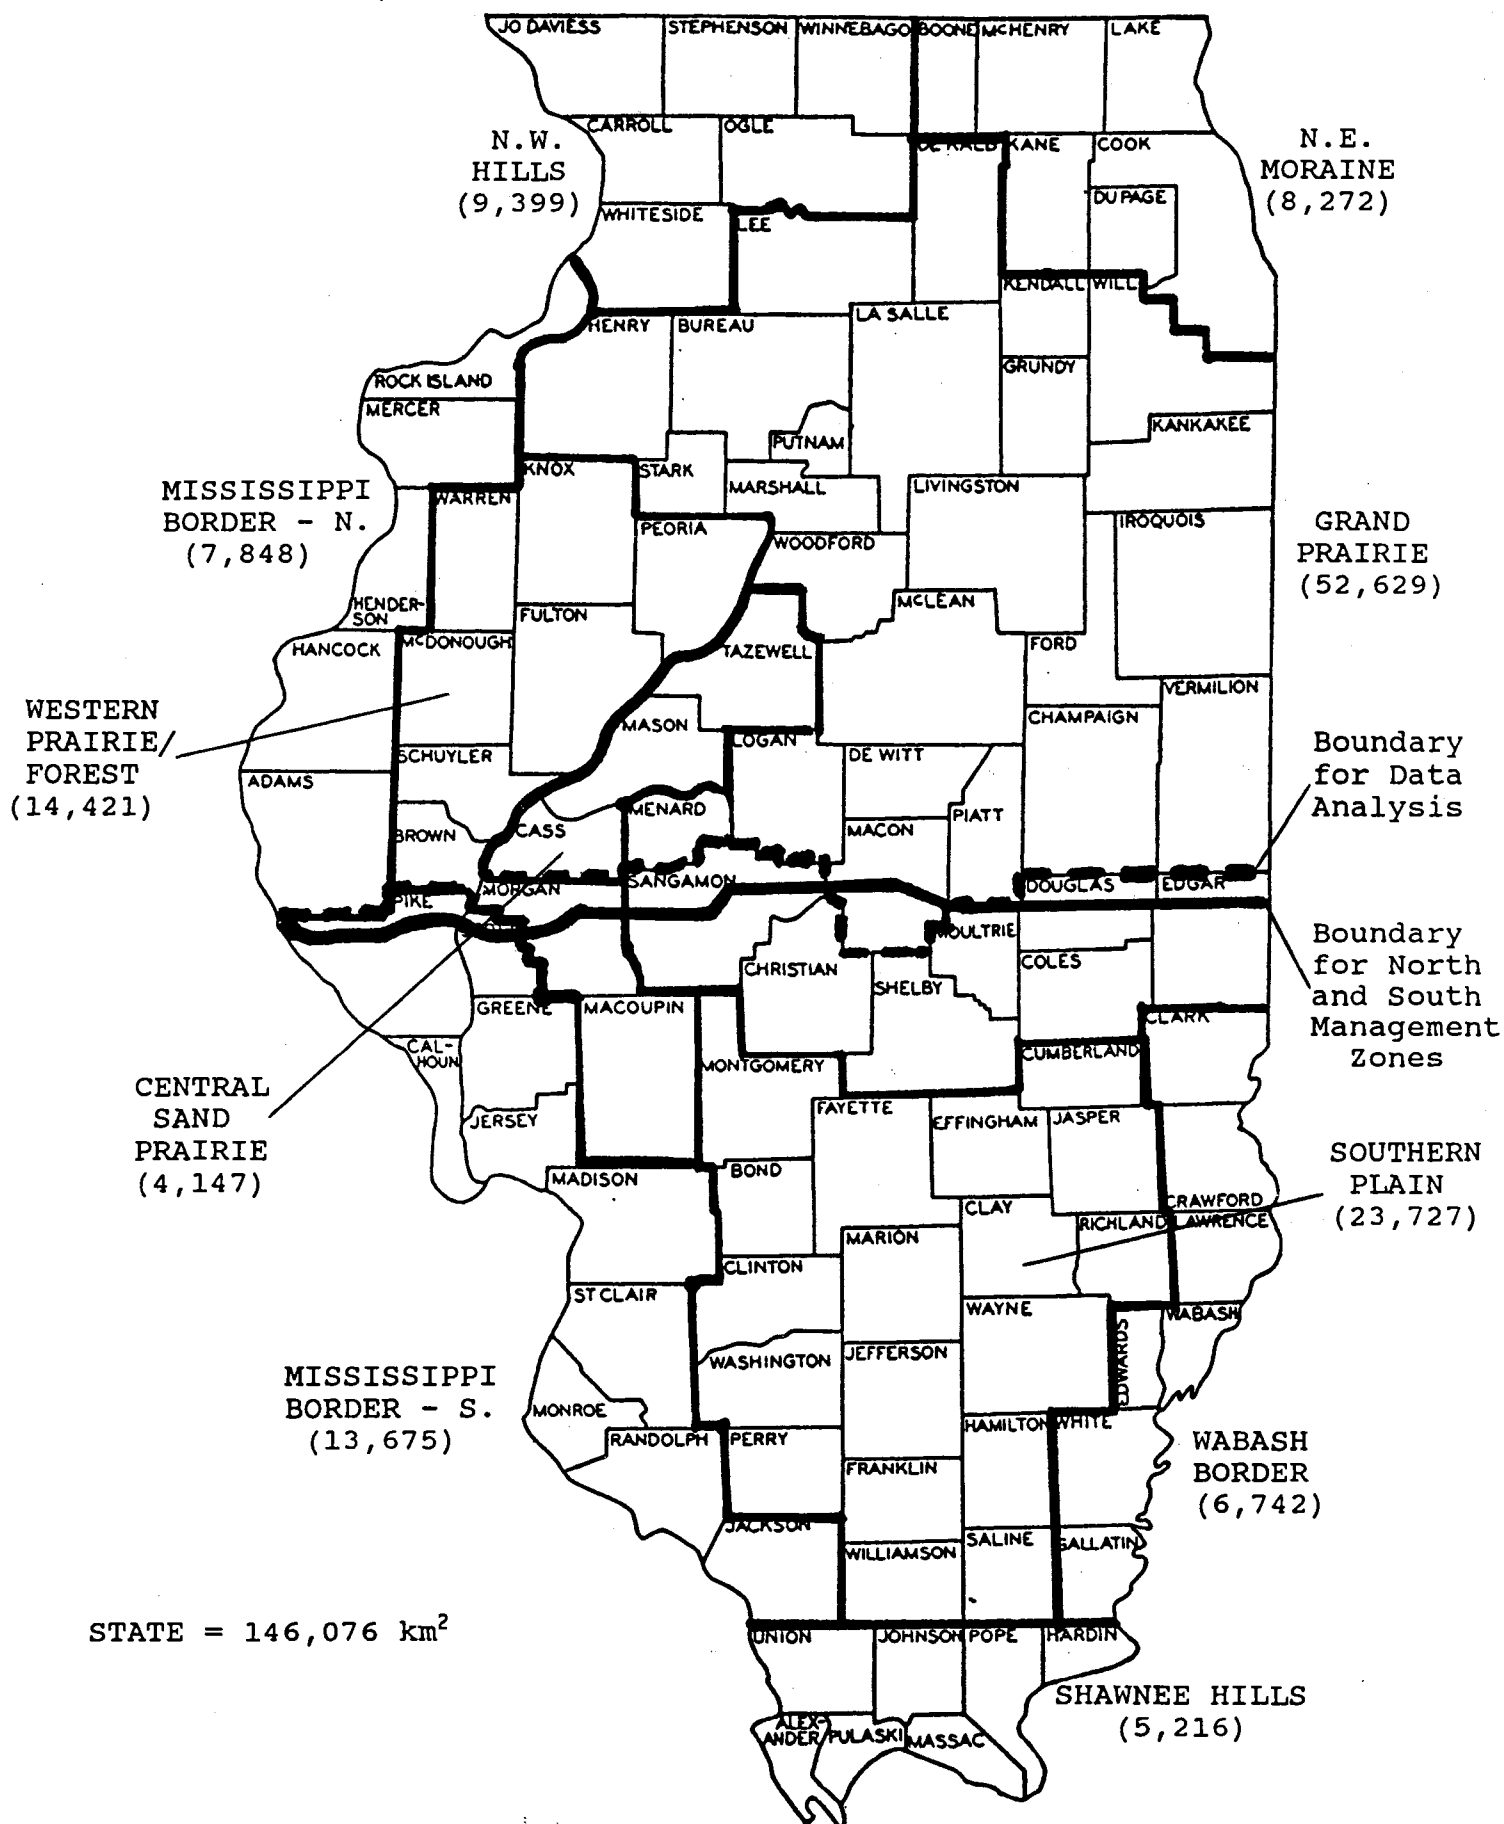 JO DAVIESS
STEPHENSON
WINNEBAGO
BOONE
McHENRY
LAKE
CARROLL
OGLE
DE KALB
KANE
COOK
N.W.
HILLS
(9,399)
N.E.
MORAINE
(8,272)
DU PAGE
WHITESIDE
LEE
KENDALL
WILL
HENRY
BUREAU
LA SALLE
GRUNDY
ROCK ISLAND
MERCER
KANKAKEE
PUTNAM
KNOX
STARK
MARSHALL
LIVINGSTON
WARREN
MISSISSIPPI
BORDER - N.
(7,848)
PEORIA
WOODFORD
IROQUOIS
GRAND
PRAIRIE
(52,629)
HENDER-
SON
FULTON
McLEAN
HANCOCK
McDONOUGH
TAZEWELL
FORD
VERMILION
WESTERN
PRAIRIE/
FOREST
(14,421)
MASON
LOGAN
CHAMPAIGN
SCHUYLER
DE WITT
ADAMS
Boundary
for Data
Analysis
BROWN
CASS
MENARD
MACON
PIATT
PIKE
MORGAN
SANGAMON
DOUGLAS
EDGAR
MOULTRIE
CHRISTIAN
SHELBY
COLES
Boundary
for North
and South
Management
Zones
GREENE
MACOUPIN
CLARK
CAL-
HOUN
MONTGOMERY
CUMBERLAND
CENTRAL
SAND
PRAIRIE
(4,147)
JERSEY
FAYETTE
EFFINGHAM
JASPER
MADISON
BOND
SOUTHERN
PLAIN
(23,727)
CLAY
CRAWFORD
RICHLAND
LAWRENCE
MARION
CLINTON
ST CLAIR
WAYNE
WABASH
EDWARDS
WASHINGTON
JEFFERSON
MISSISSIPPI
BORDER - S.
(13,675)
MONROE
RANDOLPH
PERRY
HAMILTON
WHITE
FRANKLIN
WABASH
BORDER
(6,742)
JACKSON
WILLIAMSON
SALINE
GALLATIN
STATE = 146,076 km²
UNION
JOHNSON
POPE
HARDIN
SHAWNEE HILLS
(5,216)
ALEX-
ANDER
PULASKI
MASSAC